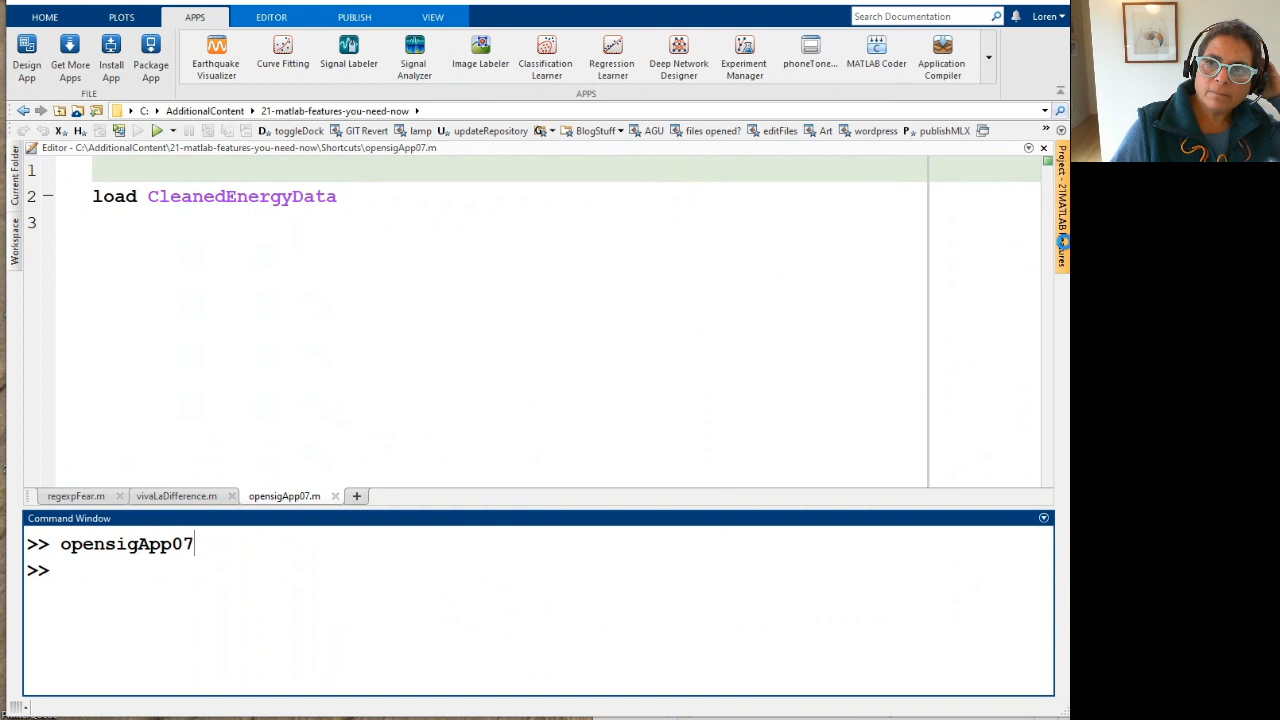 HOME PLOTS APPS EDITOR PUBLISH VIEW Search Documentation Loren
Design App Get More Apps Install App Package App Earthquake Visualizer Curve Fitting Signal Labeler Signal Analyzer Image Labeler Classification Learner Regression Learner Deep Network Designer Experiment Manager phoneTone... MATLAB Coder Application Compiler
FILE APPS
C: AdditionalContent 21-matlab-features-you-need-now
toggleDock GIT Revert lamp updateRepository BlogStuff AGU files opened? editFiles Art wordpress publishMLX
Editor - C:\AdditionalContent\21-matlab-features-you-need-now\Shortcuts\opensigApp07.m
Current Folder
Workspace
1
2 load CleanedEnergyData
3
regexpFear.m vivaLaDifference.m opensigApp07.m
Command Window
>> opensigApp07
>>